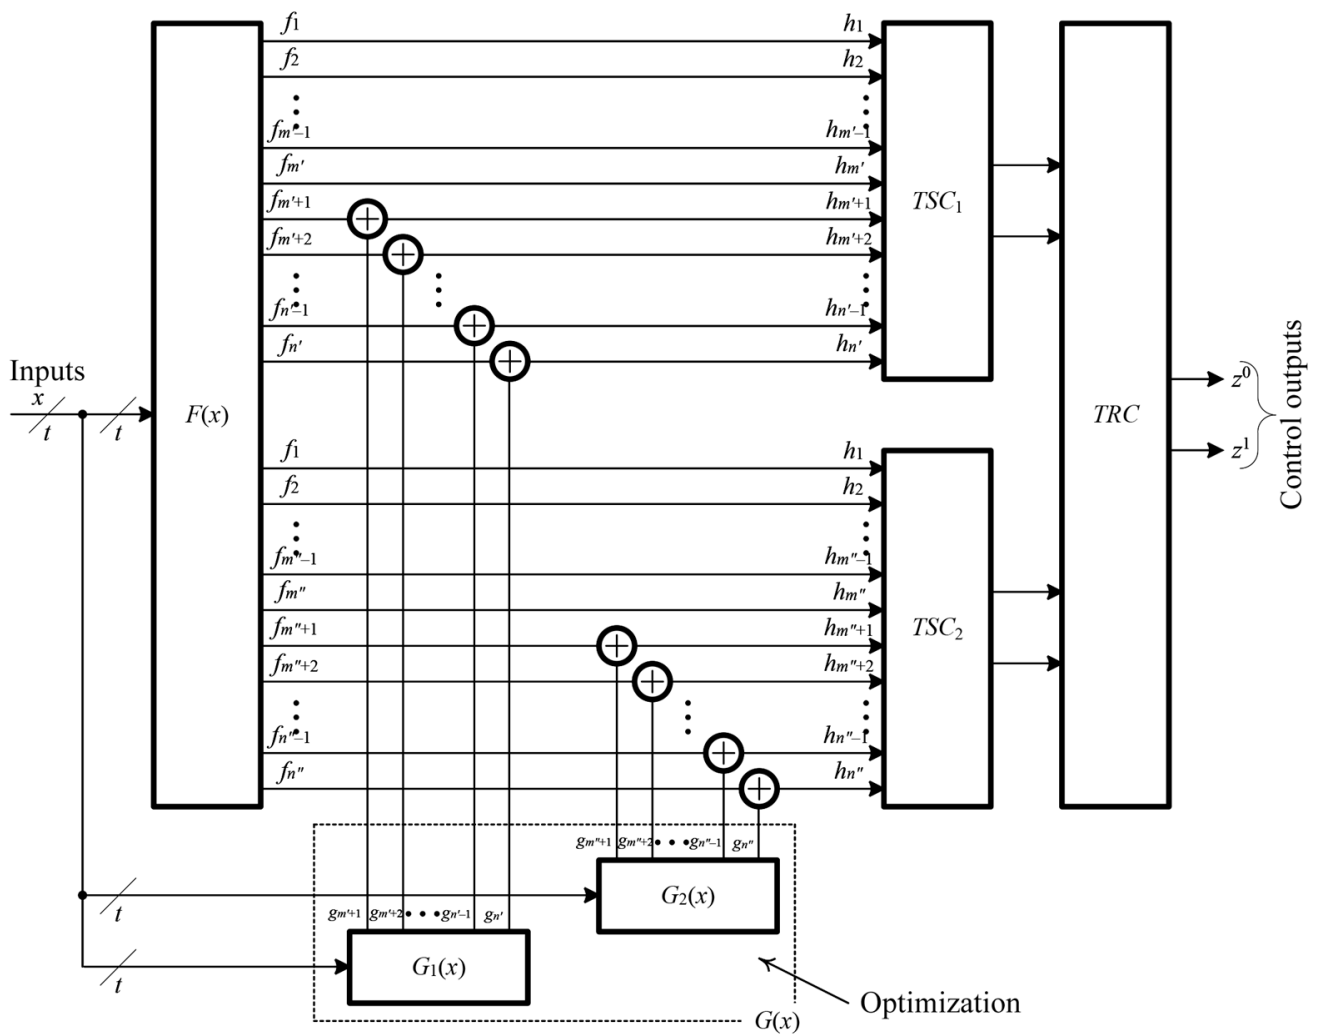 f1
h1
f2
h2
fm′–1
hm′–1
fm′
hm′
fm′+1
hm′+1
fm′+2
hm′+2
fn′–1
hn′–1
fn′
hn′
TSC1
Inputs
x
t
t
F(x)
TRC
z0
z1
Control outputs
f1
h1
f2
h2
fm″–1
hm″–1
fm″
hm″
fm″+1
hm″+1
fm″+2
hm″+2
fn″–1
hn″–1
fn″
hn″
TSC2
gm″+1 gm″+2 gn″–1 gn″
t
G2(x)
gm′+1 gm′+2 gn′–1 gn′
t
G1(x)
Optimization
G(x)